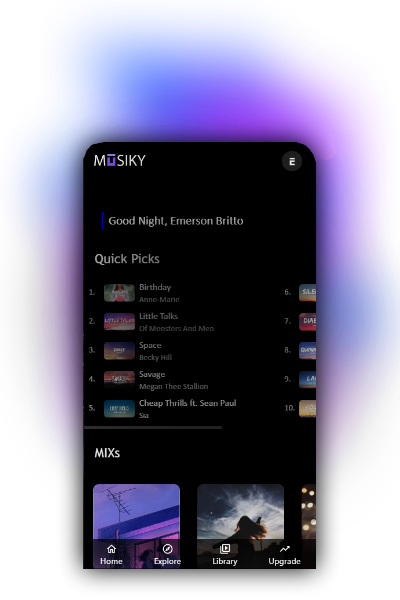 MUSIKY
E
Good Night, Emerson Britto
Quick Picks
1. Birthday
Anne-Marie
2. Little Talks
Of Monsters And Men
3. Space
Becky Hill
4. Savage
Megan Thee Stallion
5. Cheap Thrills ft. Sean Paul
Sia
6.
7.
8.
9.
10.
MIXs
Home Explore Library Upgrade